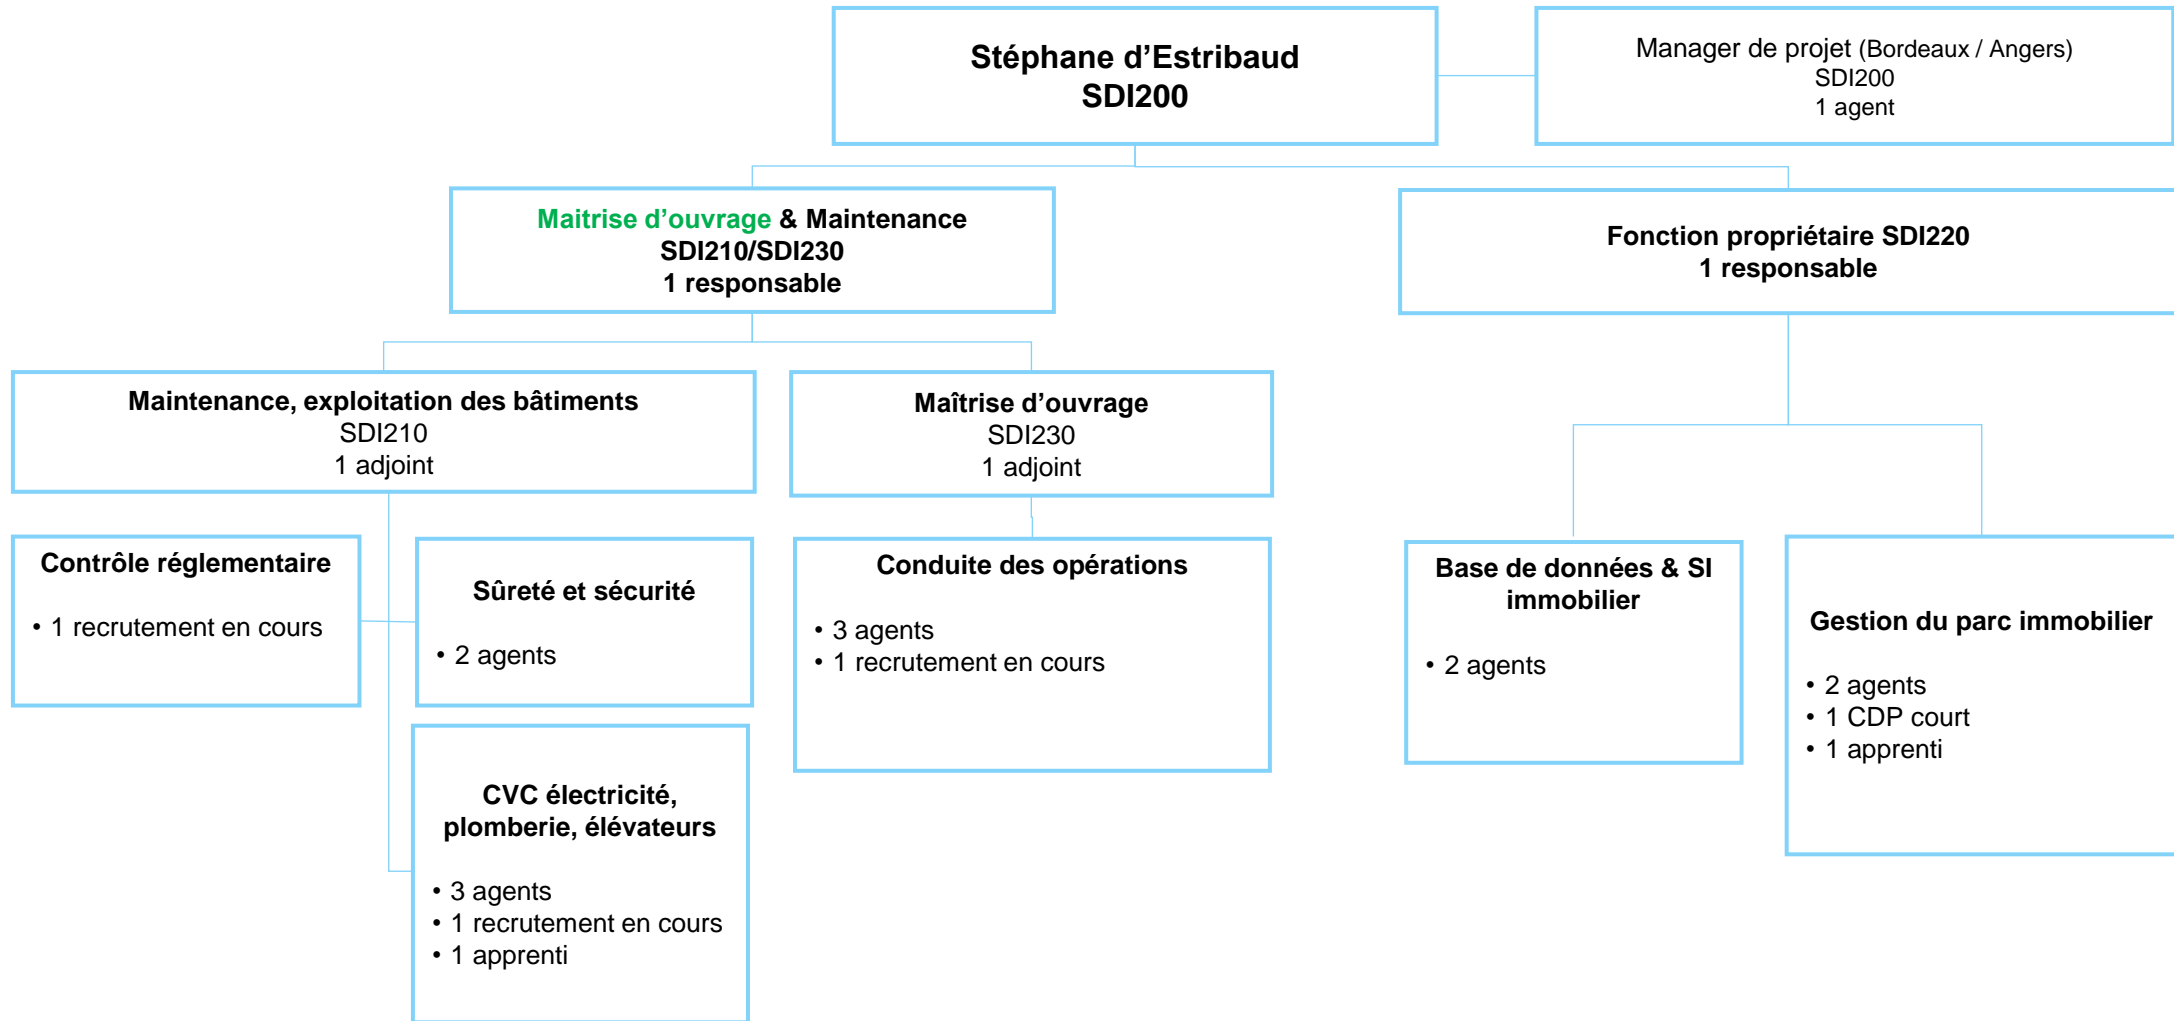 Stéphane d’Estribaud
SDI200
Manager de projet (Bordeaux / Angers)
SDI200
1 agent
Maitrise d’ouvrage & Maintenance
SDI210/SDI230
1 responsable
Fonction propriétaire SDI220
1 responsable
Maintenance, exploitation des bâtiments
SDI210
1 adjoint
Maîtrise d’ouvrage
SDI230
1 adjoint
Contrôle réglementaire
• 1 recrutement en cours
Sûreté et sécurité
• 2 agents
CVC électricité,
plomberie, élévateurs
• 3 agents
• 1 recrutement en cours
• 1 apprenti
Conduite des opérations
• 3 agents
• 1 recrutement en cours
Base de données & SI
immobilier
• 2 agents
Gestion du parc immobilier
• 2 agents
• 1 CDP court
• 1 apprenti